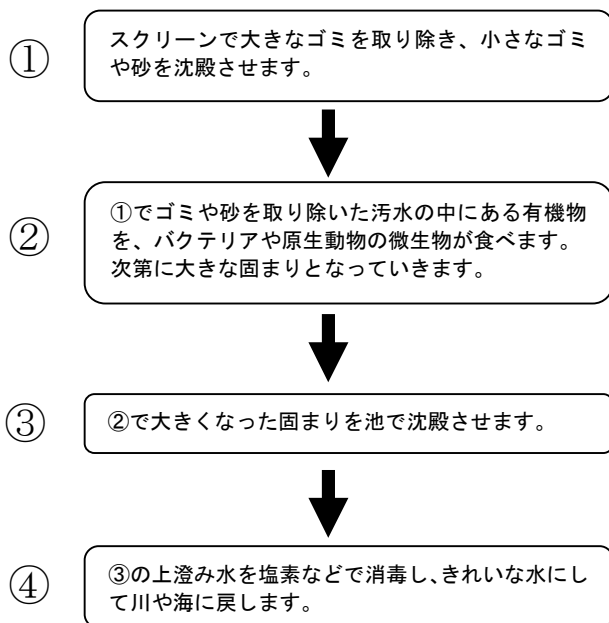 ①
スクリーンで大きなゴミを取り除き、小さなゴミ
や砂を沈殿させます。
②
①でゴミや砂を取り除いた汚水の中にある有機物
を、バクテリアや原生動物の微生物が食べます。
次第に大きな固まりとなっていきます。
③
②で大きくなった固まりを池で沈殿させます。
④
③の上澄み水を塩素などで消毒し、きれいな水にし
て川や海に戻します。